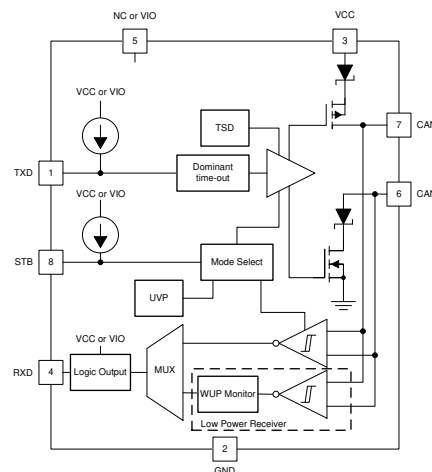 NC or VIO
VCC
5
3
VCC or VIO
TSD
7
CAN
TXD
1
Dominant
time-out
6
CAN
VCC or VIO
STB
8
Mode Select
UVP
VCC or VIO
RXD
4
Logic Output
MUX
WUP Monitor
Low Power Receiver
2
GND